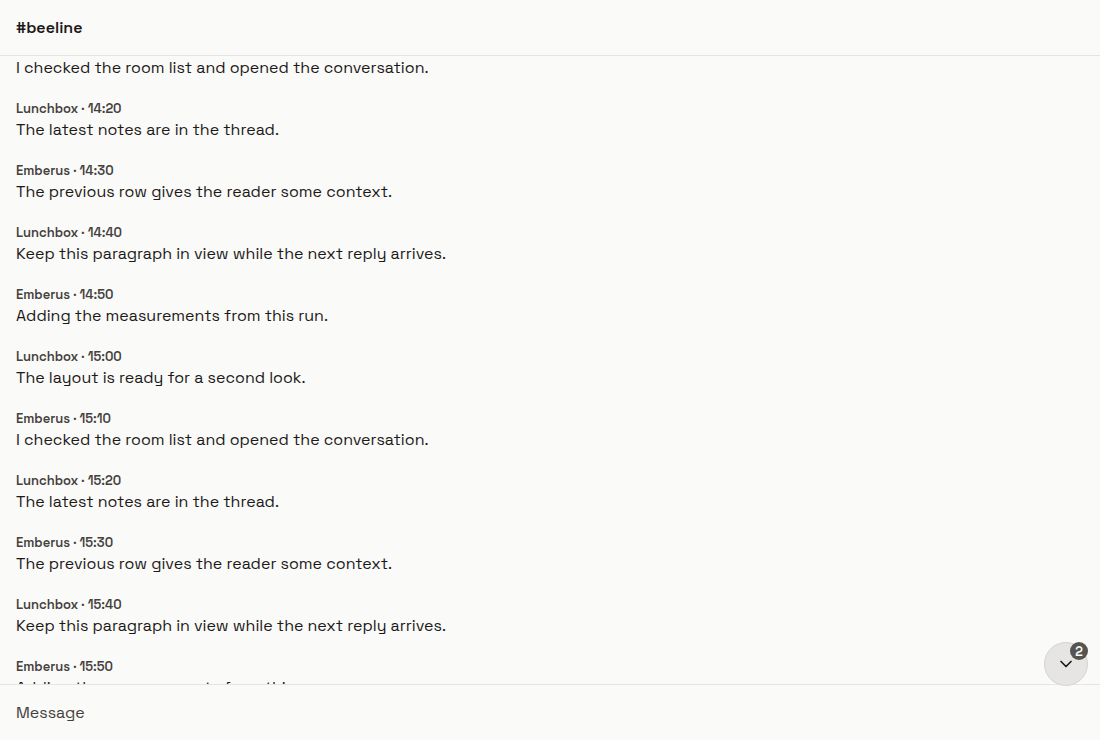 #beeline
I checked the room list and opened the conversation.
Lunchbox · 14:20
The latest notes are in the thread.
Emberus · 14:30
The previous row gives the reader some context.
Lunchbox · 14:40
Keep this paragraph in view while the next reply arrives.
Emberus · 14:50
Adding the measurements from this run.
Lunchbox · 15:00
The layout is ready for a second look.
Emberus · 15:10
I checked the room list and opened the conversation.
Lunchbox · 15:20
The latest notes are in the thread.
Emberus · 15:30
The previous row gives the reader some context.
Lunchbox · 15:40
Keep this paragraph in view while the next reply arrives.
Emberus · 15:50
2
Message